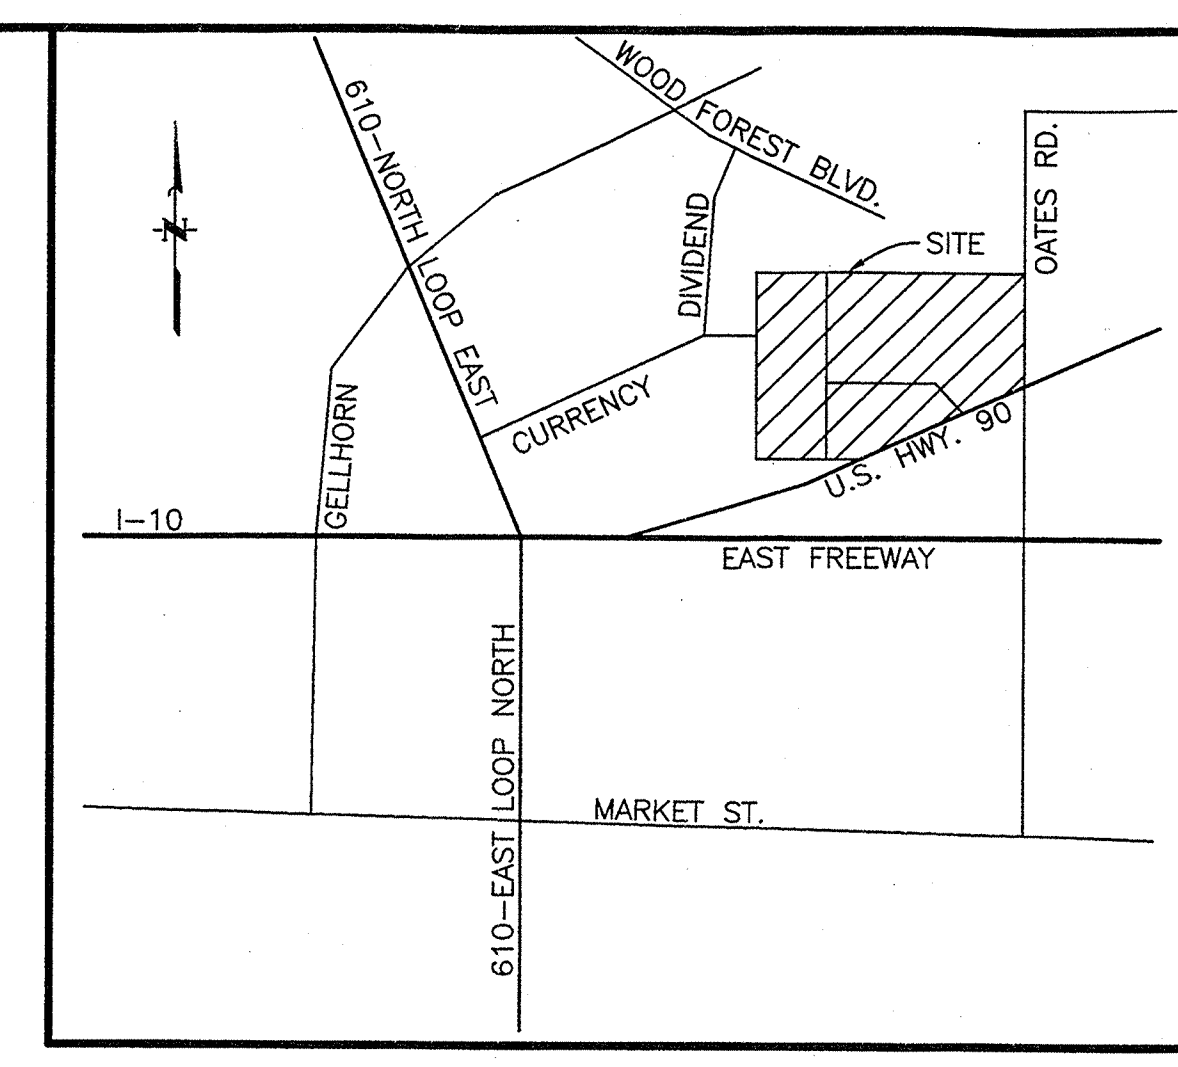 WOOD FOREST BLVD.
610-NORTH LOOP EAST
OATES RD.
N
DIVIDEND
SITE
CURRENCY
GELLHORN
U.S. HWY. 90
I-10
EAST FREEWAY
610-EAST LOOP NORTH
MARKET ST.